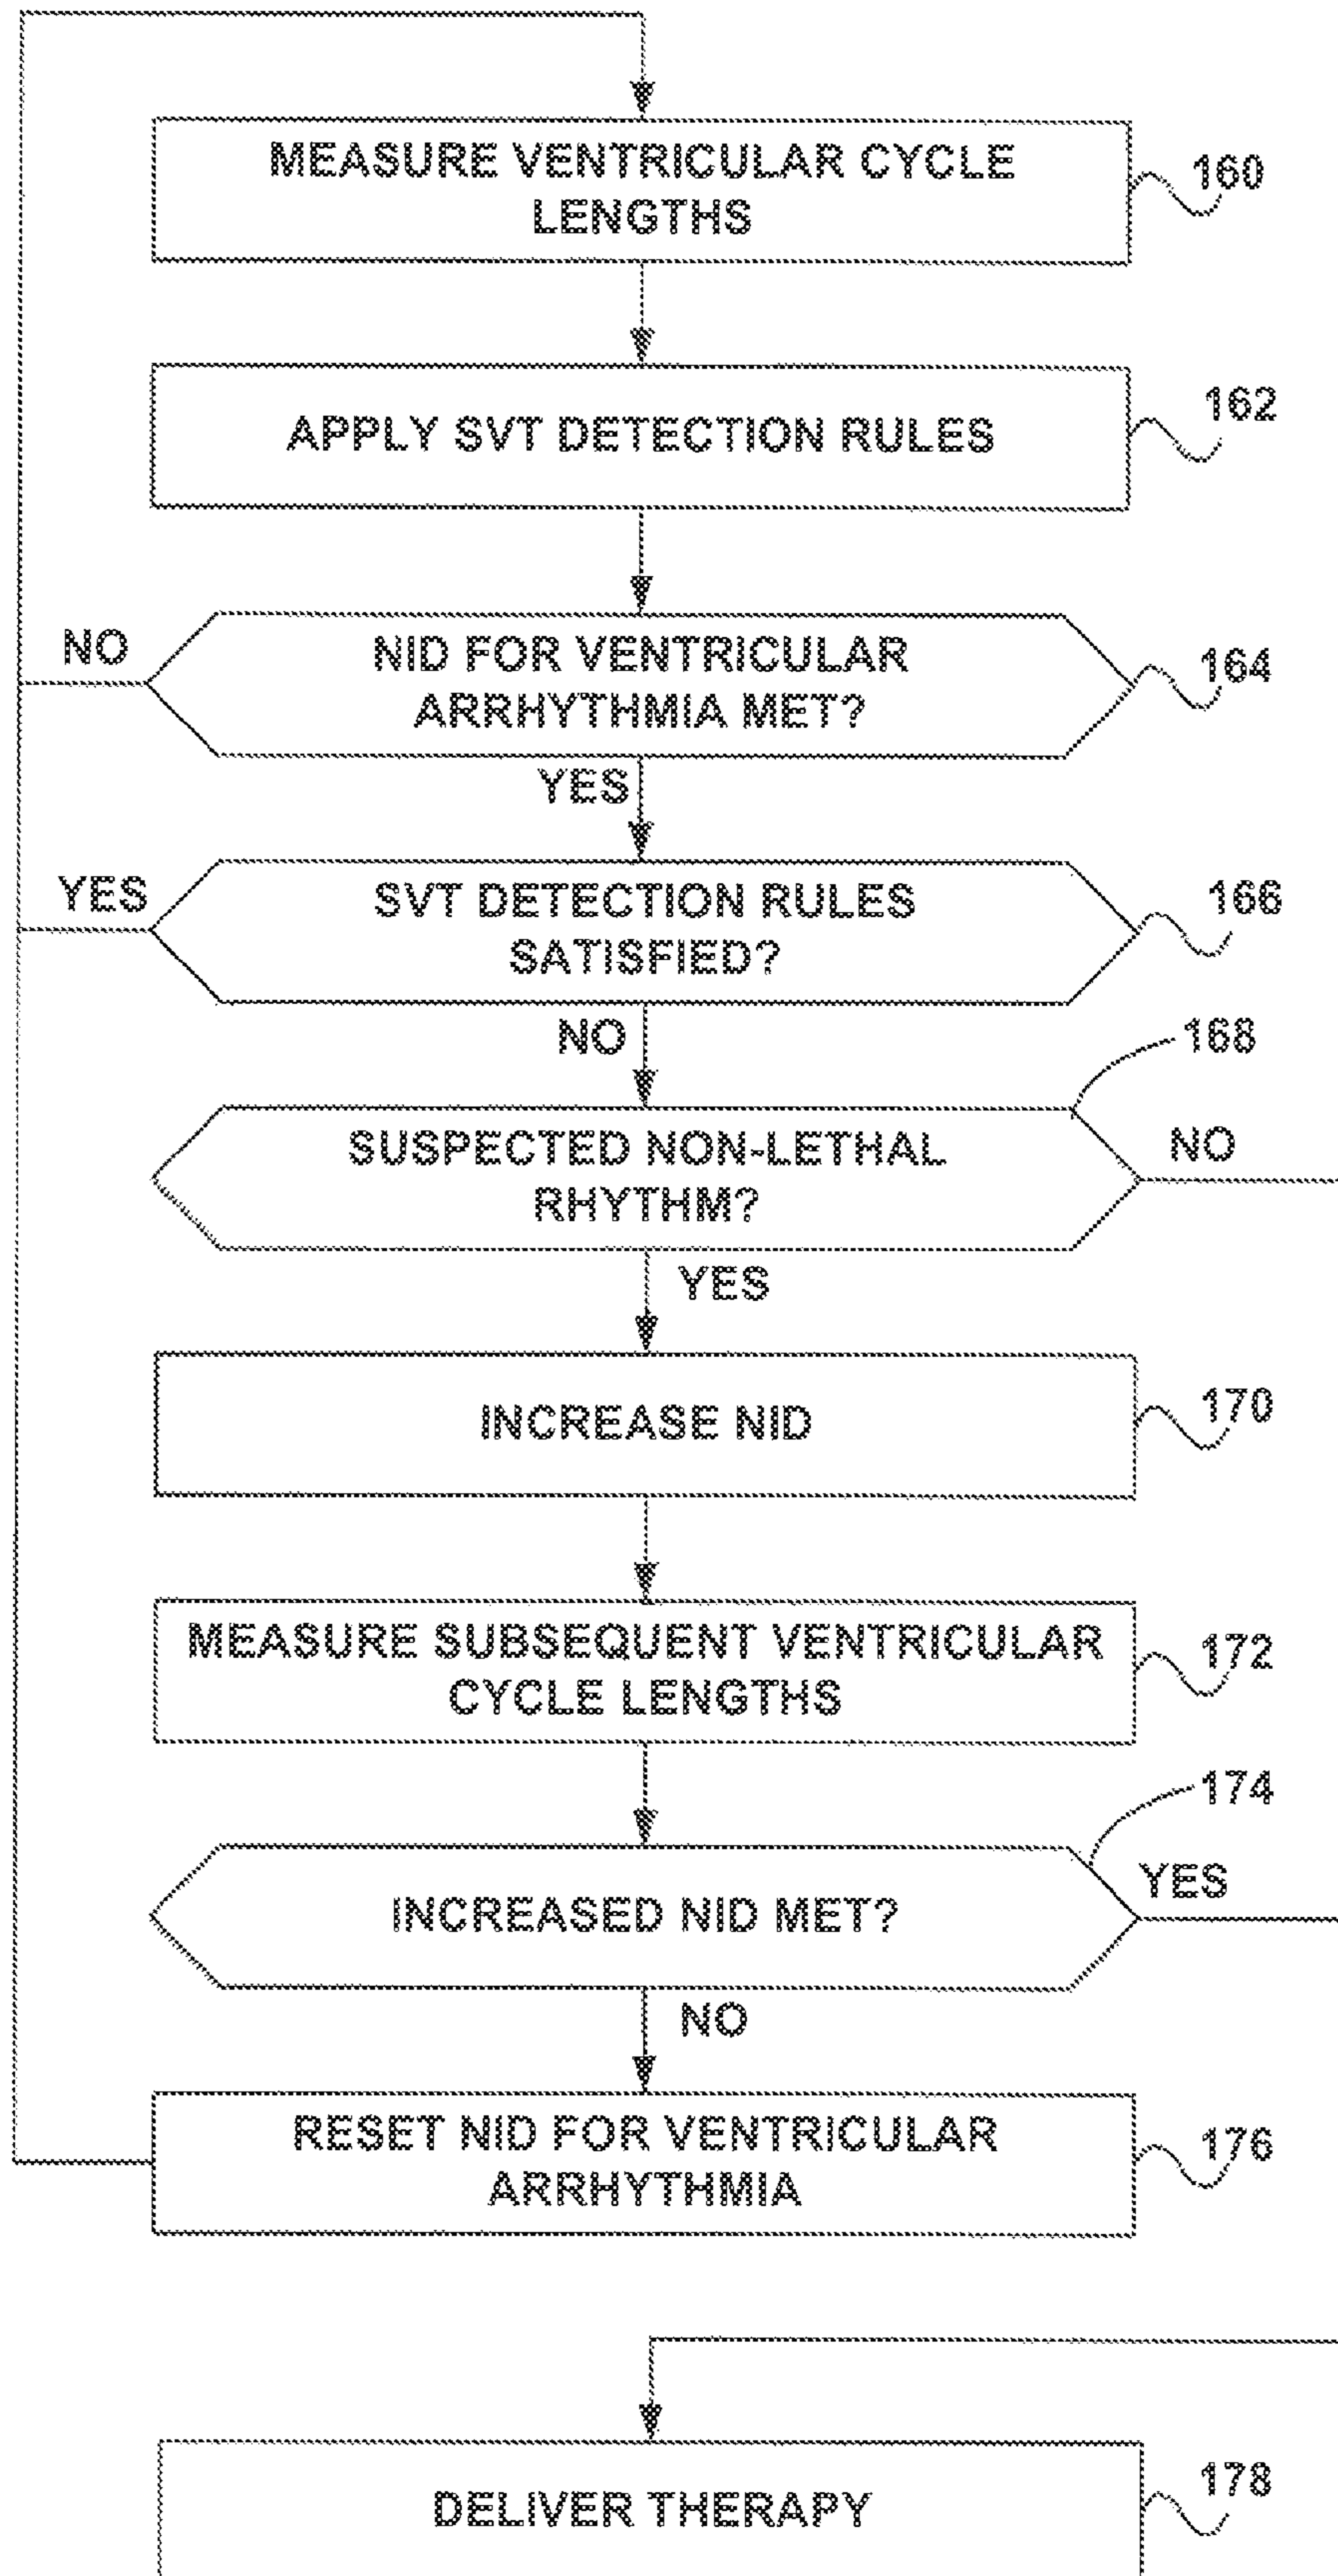 MEASURE VENTRICULAR CYCLE
LENGTHS
160
APPLY SVT DETECTION RULES
162
NO
NID FOR VENTRICULAR
ARRHYTHMIA MET?
164
YES
YES
SVT DETECTION RULES
SATISFIED?
166
NO
168
SUSPECTED NON-LETHAL
RHYTHM?
NO
YES
INCREASE NID
170
MEASURE SUBSEQUENT VENTRICULAR
CYCLE LENGTHS
172
174
INCREASED NID MET?
YES
NO
RESET NID FOR VENTRICULAR
ARRHYTHMIA
176
DELIVER THERAPY
178